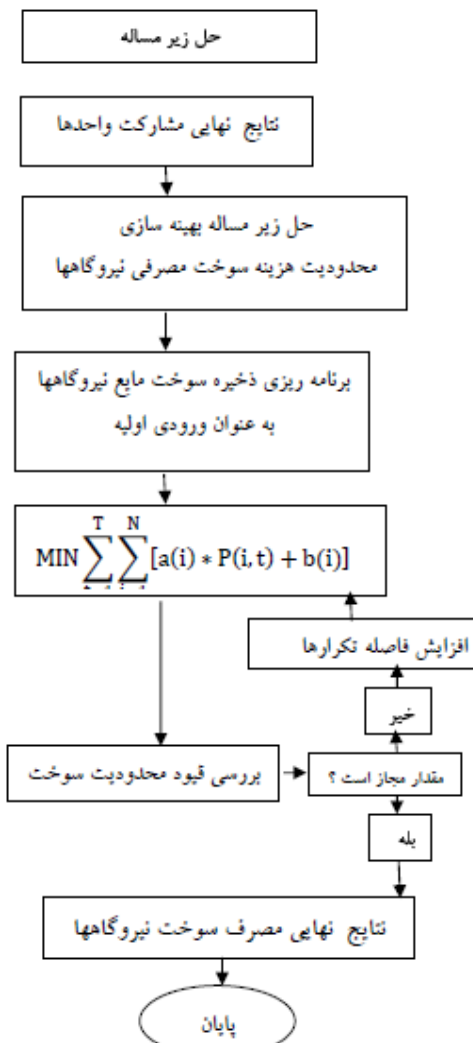 حل زیر مساله
نتایج نهایی مشارکت واحدها
حل زیر مساله بهینه سازی
محدودیت هزینه سوخت مصرفی نیروگاهها
برنامه ریزی ذخیره سوخت مایع نیروگاهها
به عنوان ورودی اولیه
T N
MIN∑∑[a(i) ∗ P(i, t) + b(i)]
افزایش فاصله تکرارها
خیر
بررسی قیود محدودیت سوخت
مقدار مجاز است ؟
بله
نتایج نهایی مصرف سوخت نیروگاهها
پایان